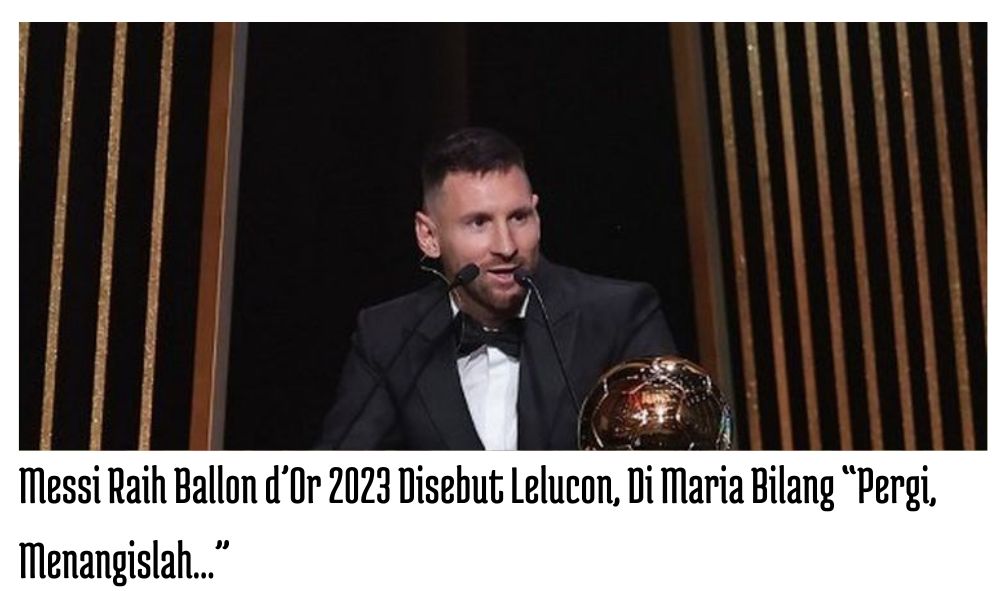 Messi Raih Ballon d’Or 2023 Disebut Lelucon, Di Maria Bilang “Pergi,
Menangislah...”